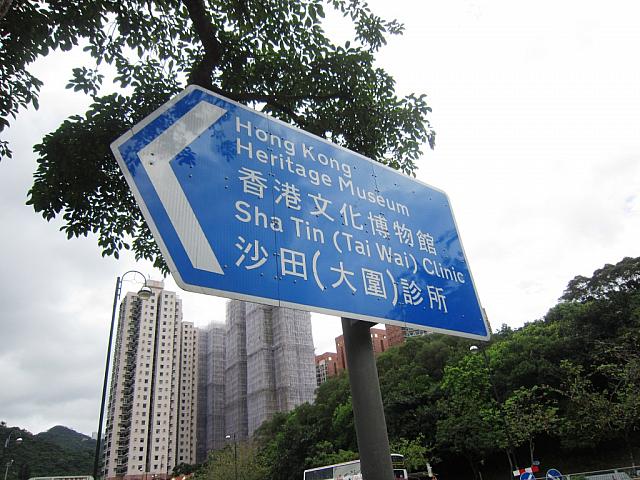 Hong Kong
Heritage Museum
香港文化博物館
Sha Tin (Tai Wai) Clinic
沙田(大圍)診所